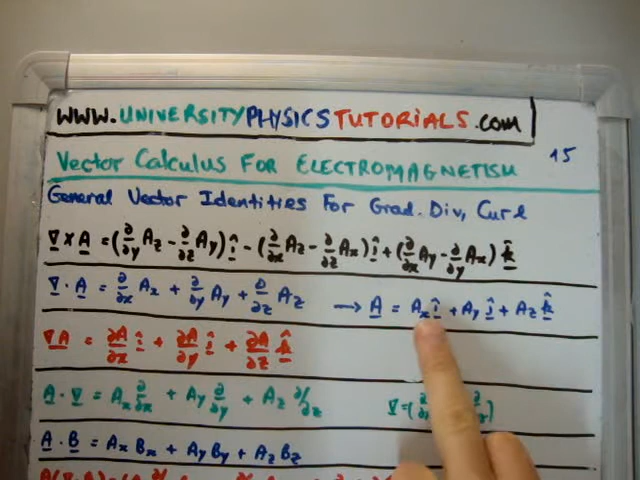 WWW.UNIVERSITYPHYSICSTUTORIALS.COM
Vector Calculus FOR ELECTROMAGNETISM 15
General Vector Identities For Grad, Div, Curl
∇ × A = (∂/∂y Az - ∂/∂z Ay) î - (∂/∂x Az - ∂/∂z Ax) ĵ + (∂/∂x Ay - ∂/∂y Ax) k̂
∇ · A = ∂/∂x Ax + ∂/∂y Ay + ∂/∂z Az → A = Ax î + Ay ĵ + Az k̂
∇A = ∂A/∂x î + ∂A/∂y ĵ + ∂A/∂z k̂
A · ∇ = Ax ∂/∂x + Ay ∂/∂y + Az ∂/∂z ∇ = (
A · B = Ax Bx + Ay By + Az Bz